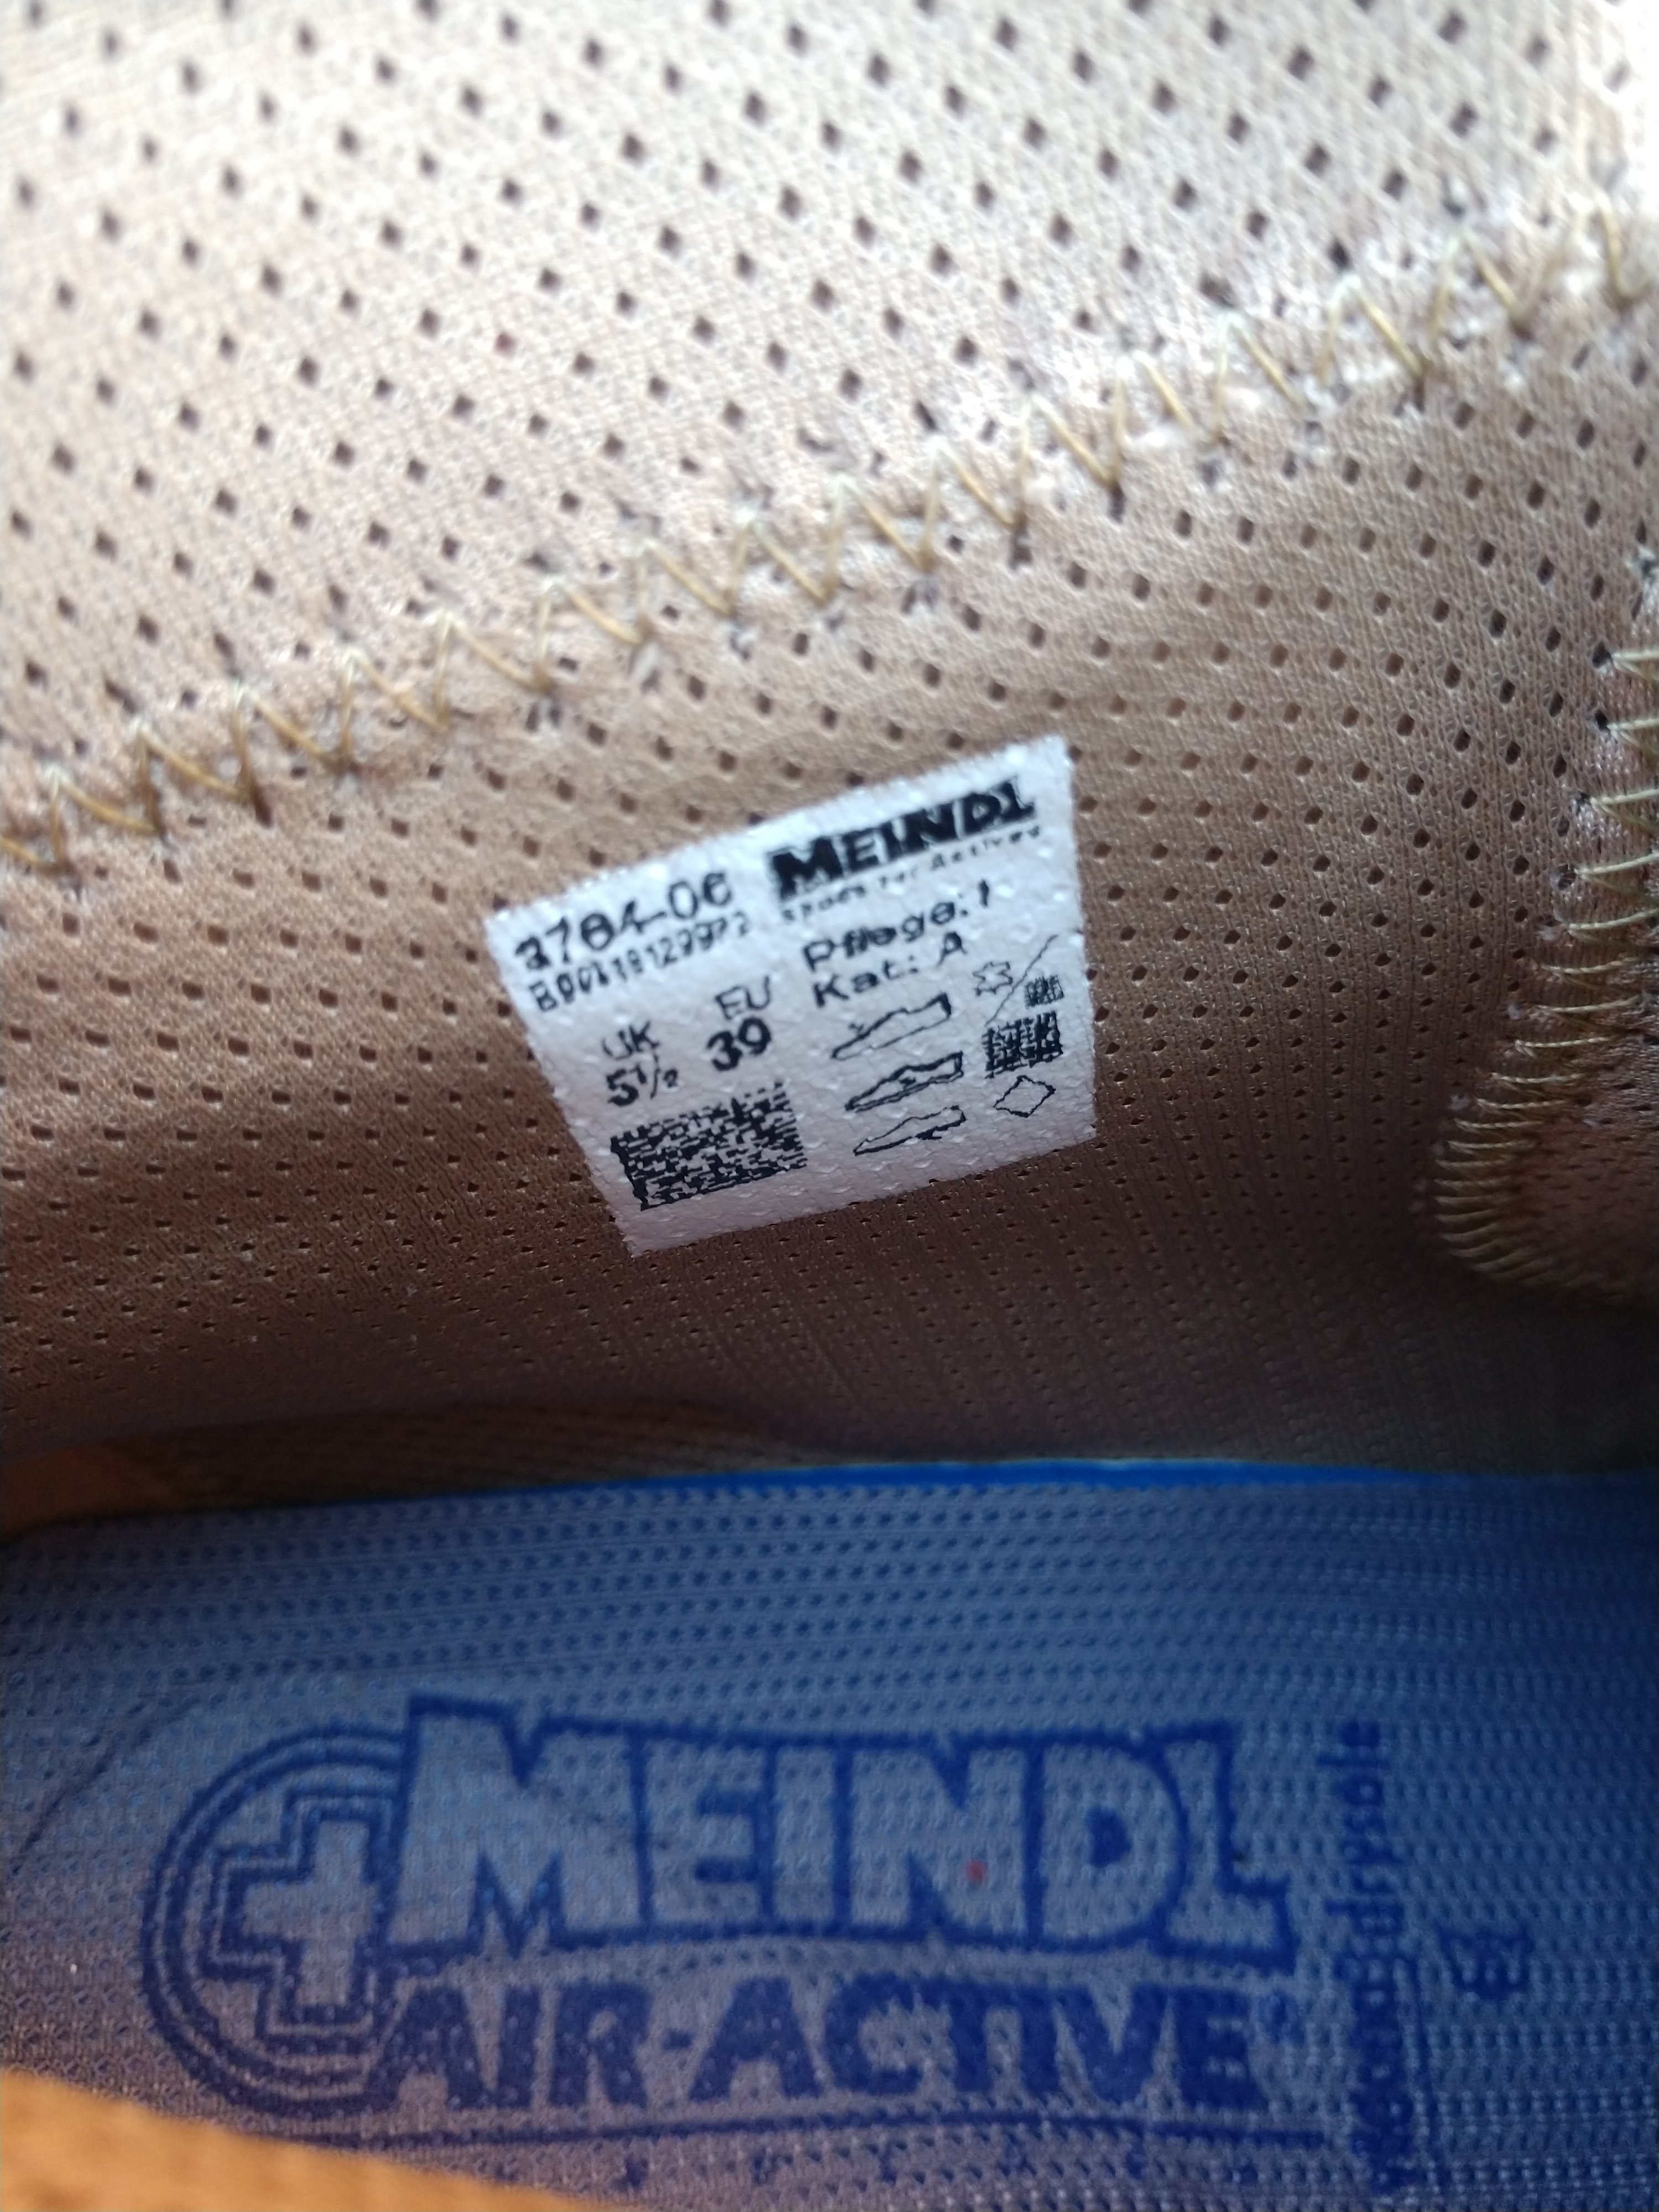 MEINDL
Shoes For Actives
3784-06
Pflege: 1
Kat: A
UK EU
5½ 39
MEINDL
AIR-ACTIVE®